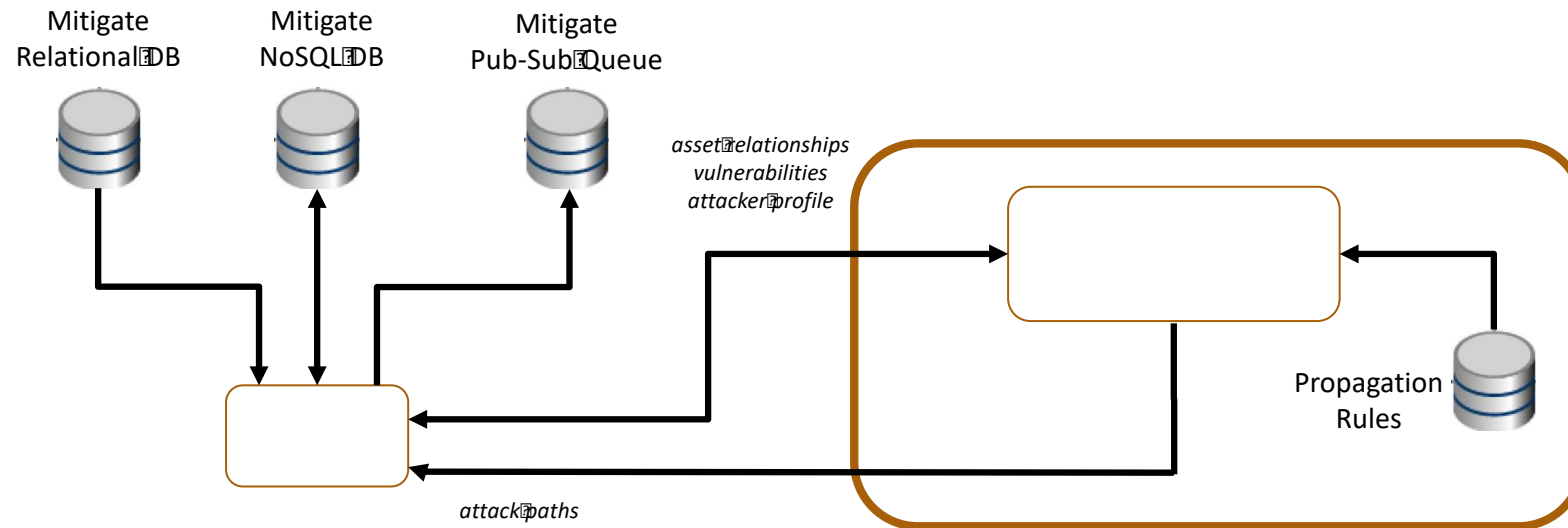 Mitigate
Relational DB
Mitigate
NoSQL DB
Mitigate
Pub-Sub Queue
asset relationships
vulnerabilities
attacker profile
Propagation
Rules
attack paths